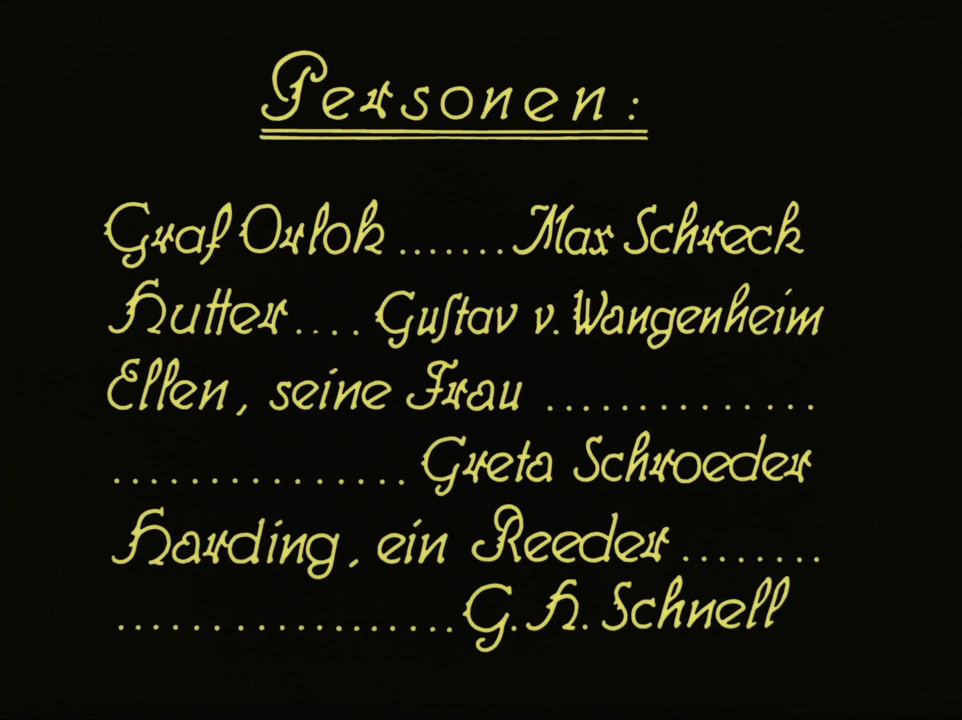 Personen:
Graf Orlok.......Max Schreck
Hutter.... Guſtav v. Wangenheim
Ellen, seine Frau ..............
...............Greta Schroeder
Harding, ein Reeder........
..................G. H. Schnell